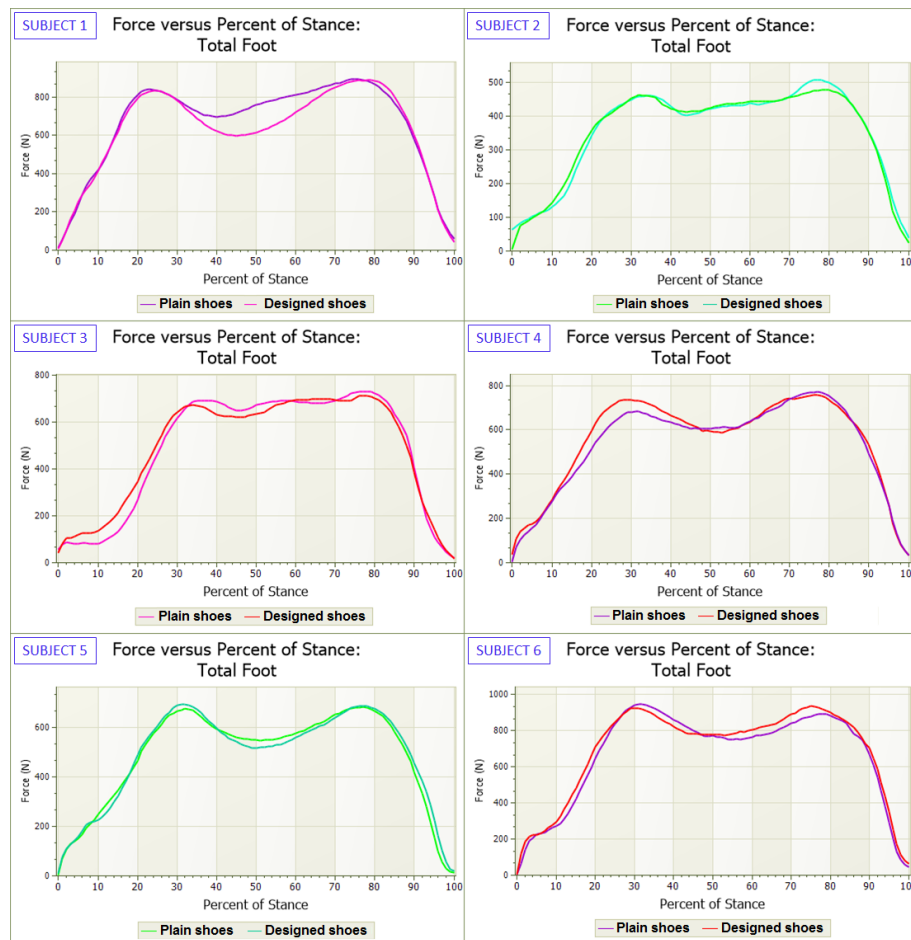 SUBJECT 1
Force versus Percent of Stance:
Total Foot
Force (N)
800
600
400
200
0
0 10 20 30 40 50 60 70 80 90 100
Percent of Stance
Plain shoes Designed shoes
SUBJECT 2
Force versus Percent of Stance:
Total Foot
Force (N)
500
400
300
200
100
0
0 10 20 30 40 50 60 70 80 90 100
Percent of Stance
Plain shoes Designed shoes
SUBJECT 3
Force versus Percent of Stance:
Total Foot
Force (N)
800
600
400
200
0
0 10 20 30 40 50 60 70 80 90 100
Percent of Stance
Plain shoes Designed shoes
SUBJECT 4
Force versus Percent of Stance:
Total Foot
Force (N)
800
600
400
200
0
0 10 20 30 40 50 60 70 80 90 100
Percent of Stance
Plain shoes Designed shoes
SUBJECT 5
Force versus Percent of Stance:
Total Foot
Force (N)
600
400
200
0
0 10 20 30 40 50 60 70 80 90 100
Percent of Stance
Plain shoes Designed shoes
SUBJECT 6
Force versus Percent of Stance:
Total Foot
Force (N)
1000
800
600
400
200
0
0 10 20 30 40 50 60 70 80 90 100
Percent of Stance
Plain shoes Designed shoes